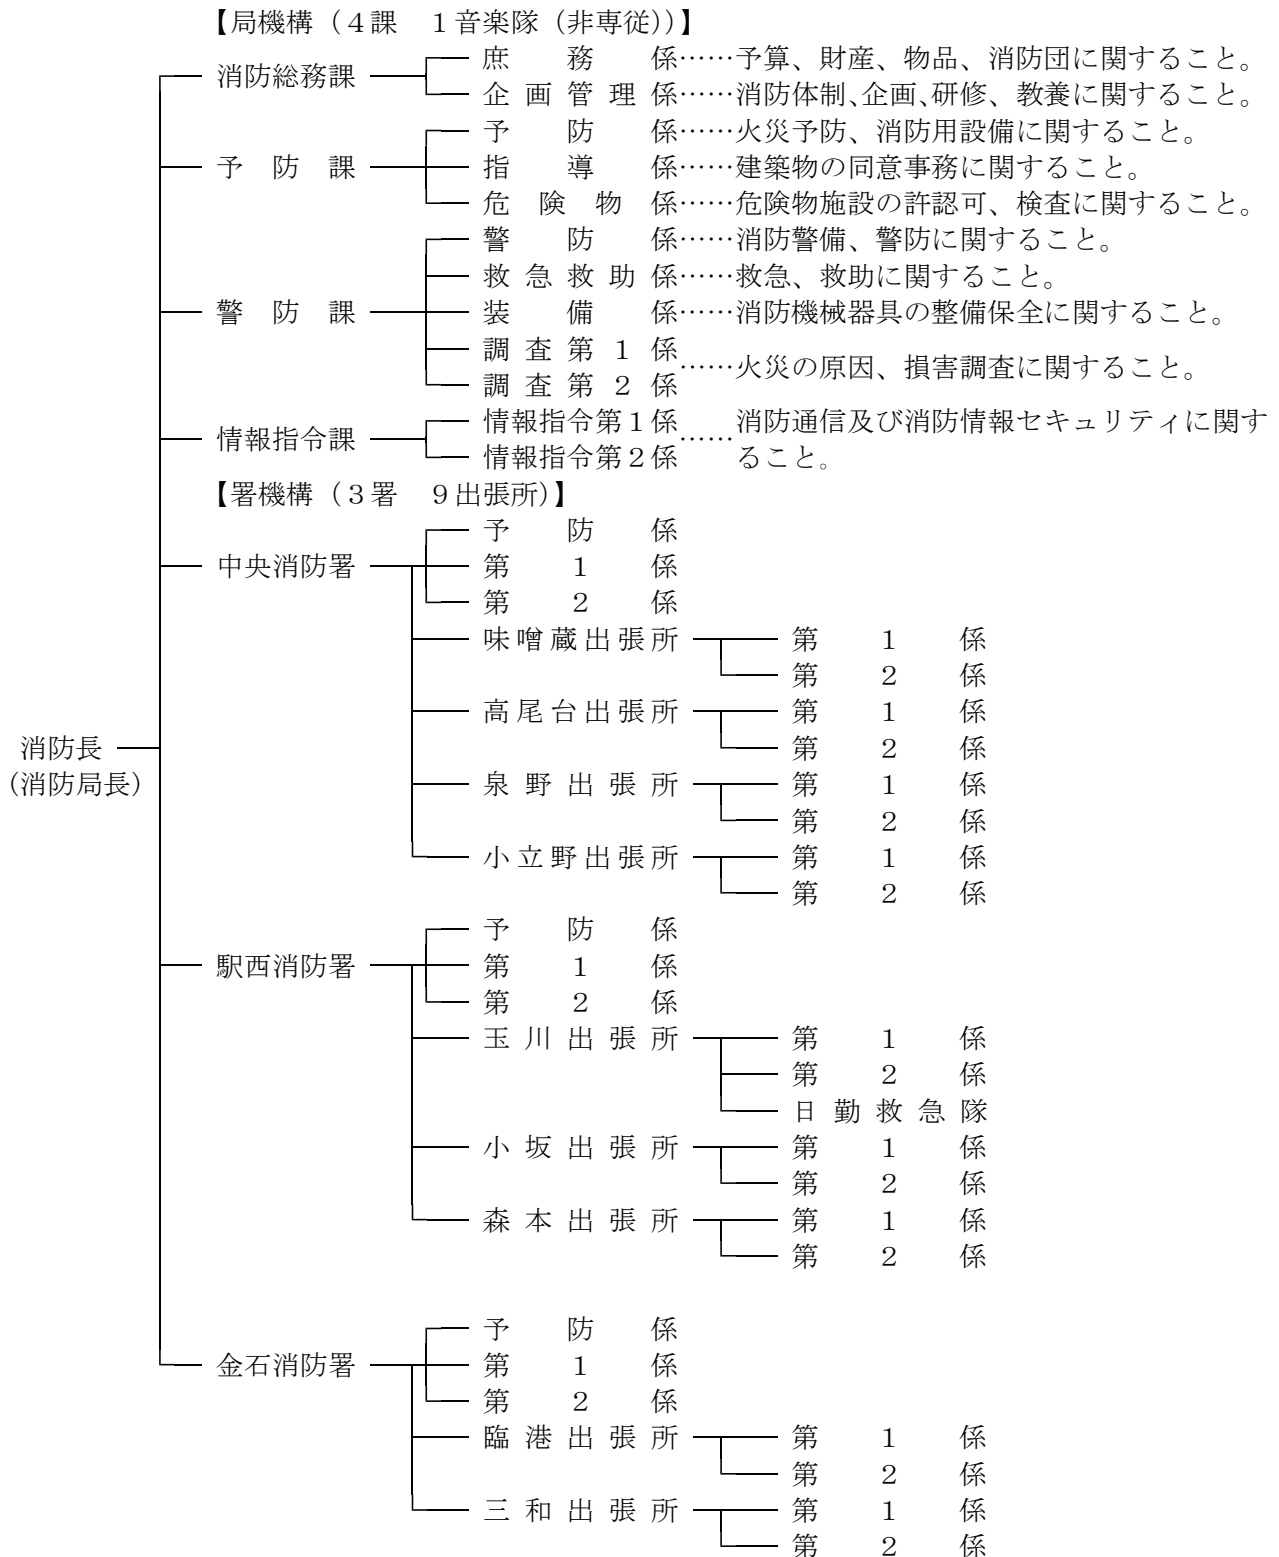 【局機構（４課　１音楽隊（非専従））】
庶務係……予算、財産、物品、消防団に関すること。
消防総務課
企画管理係……消防体制、企画、研修、教養に関すること。
予防係……火災予防、消防用設備に関すること。
予防課 指導係……建築物の同意事務に関すること。
危険物係……危険物施設の許認可、検査に関すること。
警防係……消防警備、警防に関すること。
救急救助係……救急、救助に関すること。
警防課 装備係……消防機械器具の整備保全に関すること。
調査第１係
……火災の原因、損害調査に関すること。
調査第２係
情報指令第１係
情報指令課
情報指令第２係
……消防通信及び消防情報セキュリティに関す
ること。
【署機構（３署　９出張所）】
予防係
中央消防署 第１係
第２係
味噌蔵出張所 第１係
第２係
高尾台出張所 第１係
第２係
消防長
（消防局長）
泉野出張所 第１係
第２係
小立野出張所 第１係
第２係
予防係
駅西消防署 第１係
第２係
玉川出張所 第１係
第２係
日勤救急隊
小坂出張所 第１係
第２係
森本出張所 第１係
第２係
予防係
金石消防署 第１係
第２係
臨港出張所 第１係
第２係
三和出張所 第１係
第２係